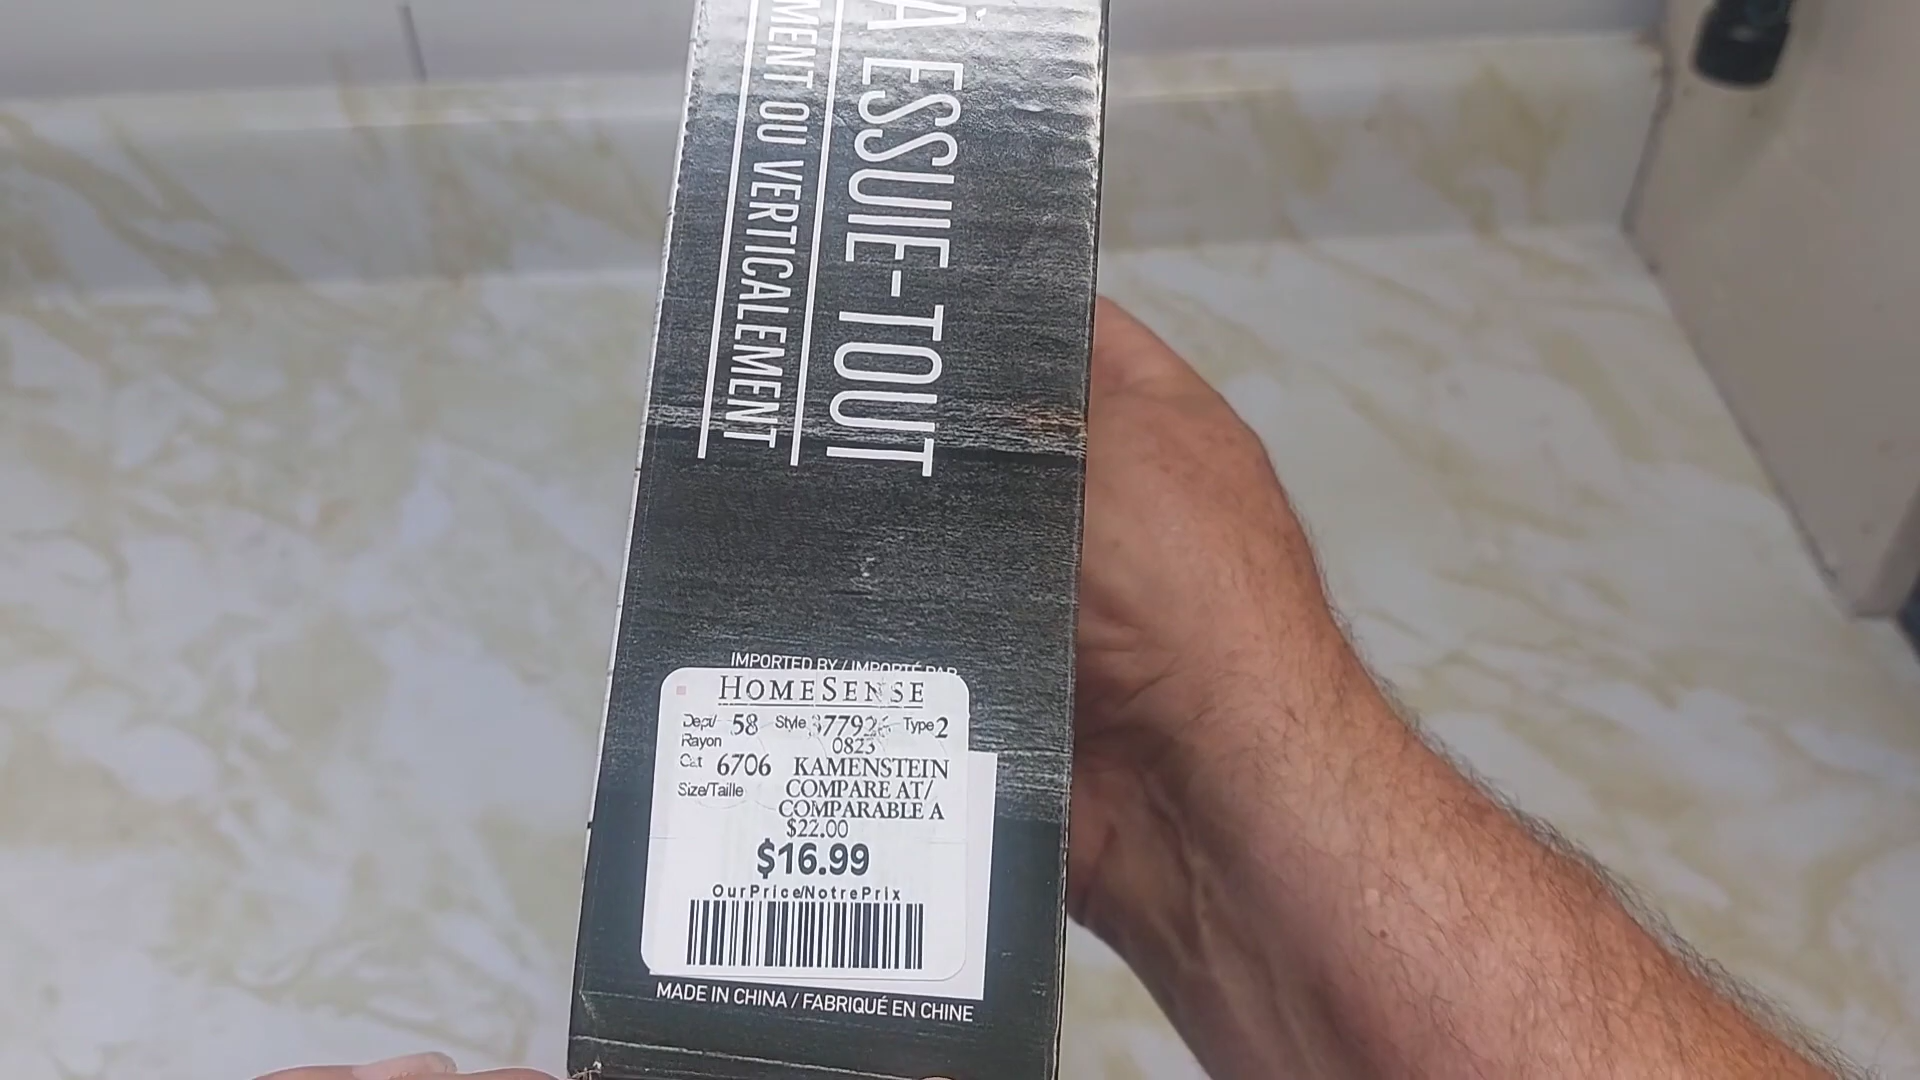 À ESSUIE-TOUT
MENT OU VERTICALEMENT
IMPORTED BY / IMPORTÉ PAR
HOMESENSE
Dept/ 58 Style Type 2
Rayon 0823
Cat 6706 KAMENSTEIN
Size/Taille COMPARE AT/
COMPARABLE A
$22.00
$16.99
OurPrice/NotrePrix
MADE IN CHINA / FABRIQUÉ EN CHINE